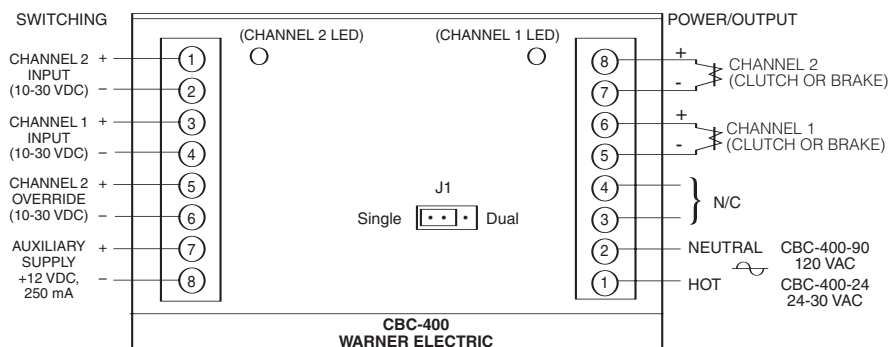 SWITCHING
POWER/OUTPUT
(CHANNEL 2 LED)
(CHANNEL 1 LED)
CHANNEL 2 +
INPUT
(10-30 VDC) –
CHANNEL 1 +
INPUT
(10-30 VDC) –
CHANNEL 2 +
OVERRIDE
(10-30 VDC) –
AUXILIARY +
SUPPLY
+12 VDC, –
250 mA
1
2
3
4
5
6
7
8
J1
Single
Dual
8
7
6
5
4
3
2
1
+
CHANNEL 2
- (CLUTCH OR BRAKE)
+
CHANNEL 1
- (CLUTCH OR BRAKE)
N/C
NEUTRAL CBC-400-90
120 VAC
HOT CBC-400-24
24-30 VAC
CBC-400
WARNER ELECTRIC